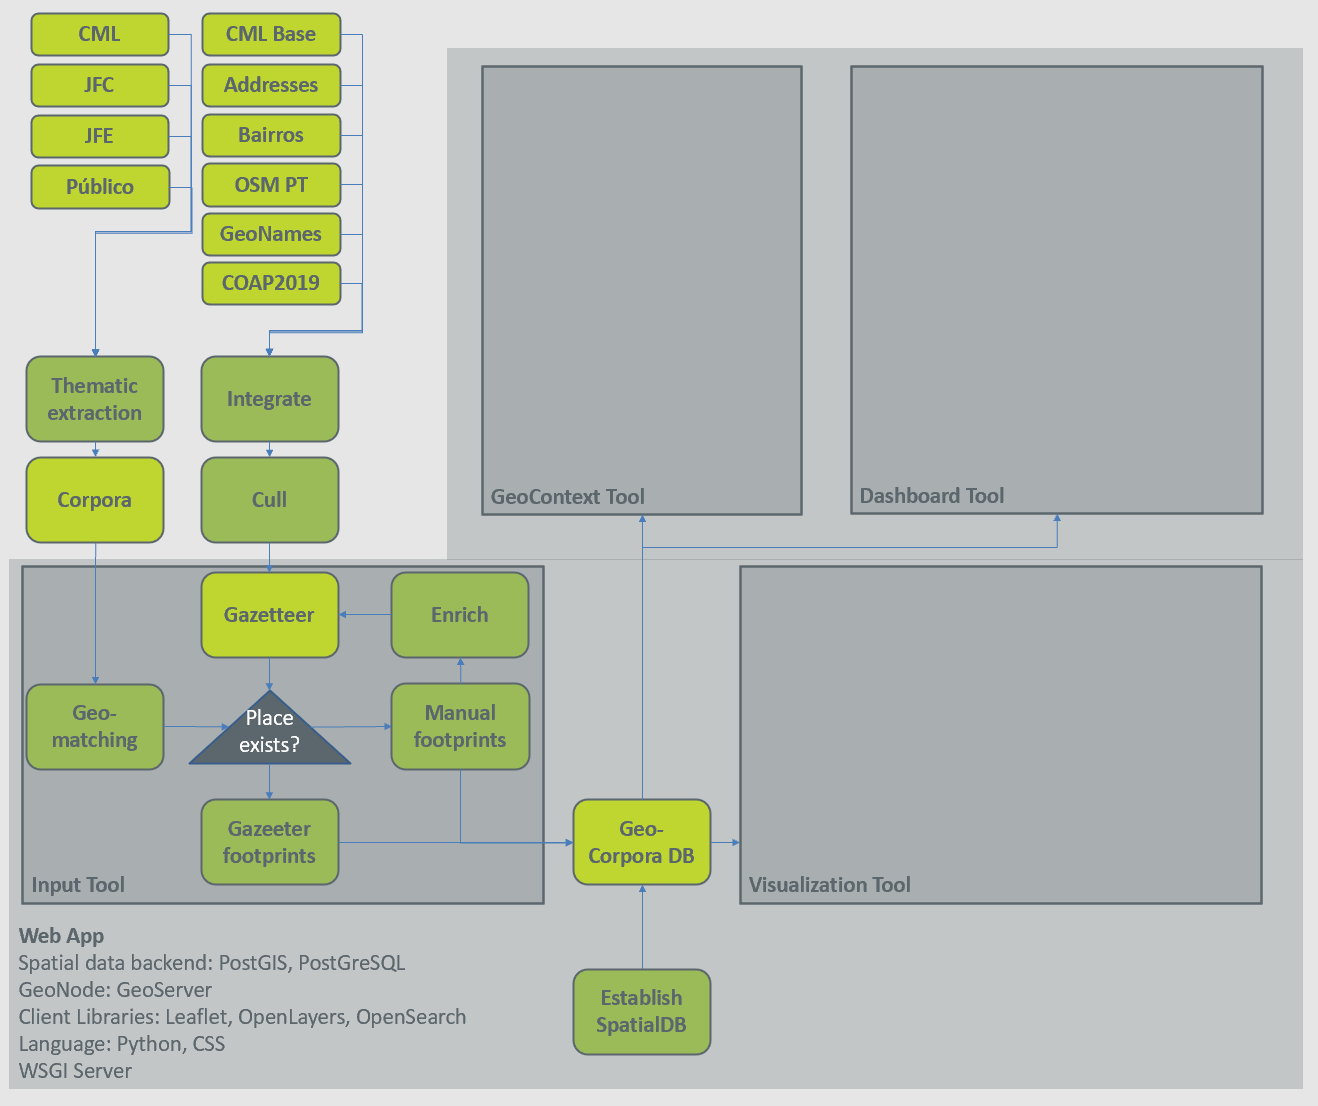 CML
JFC
JFE
Público
CML Base
Addresses
Bairros
OSM PT
GeoNames
COAP2019
Thematic
extraction
Integrate
Corpora
Cull
GeoContext Tool
Dashboard Tool
Gazetteer
Enrich
Geo-
matching
Place
exists?
Manual
footprints
Gazeeter
footprints
Input Tool
Geo-
Corpora DB
Visualization Tool
Establish
SpatialDB
Web App
Spatial data backend: PostGIS, PostGreSQL
GeoNode: GeoServer
Client Libraries: Leaflet, OpenLayers, OpenSearch
Language: Python, CSS
WSGI Server